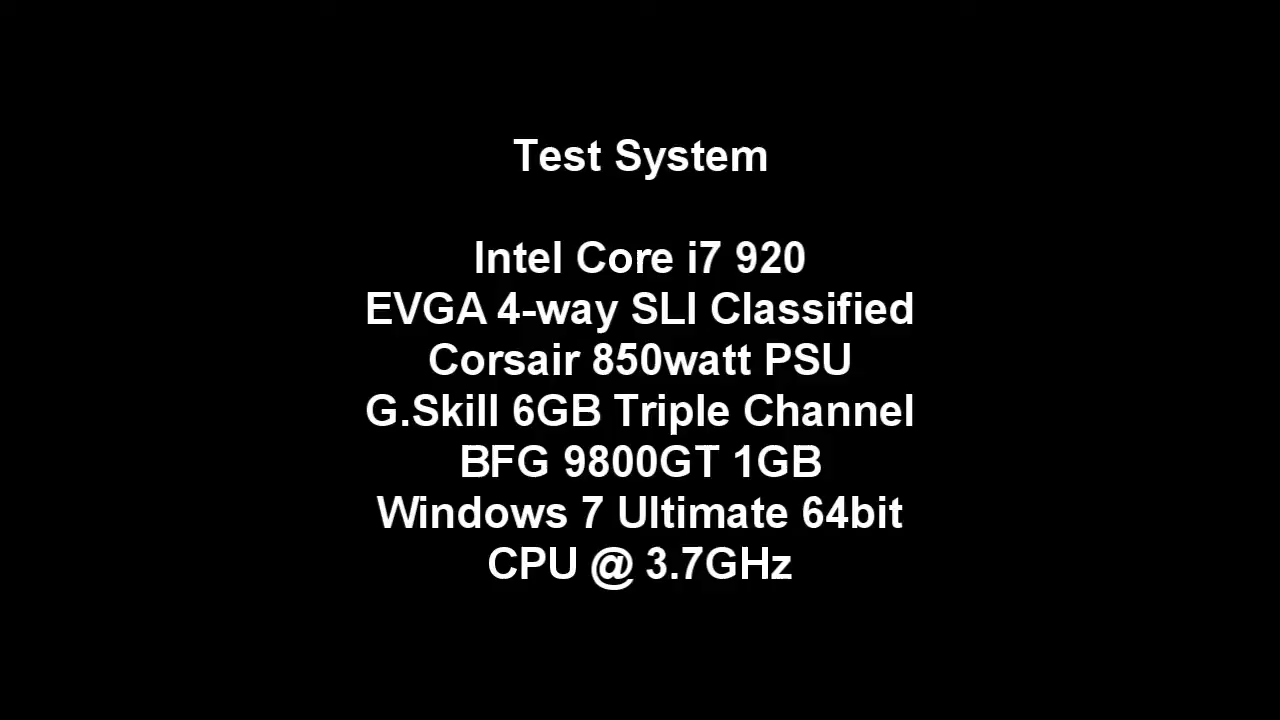 Test System
Intel Core i7 920
EVGA 4-way SLI Classified
Corsair 850watt PSU
G.Skill 6GB Triple Channel
BFG 9800GT 1GB
Windows 7 Ultimate 64bit
CPU @ 3.7GHz